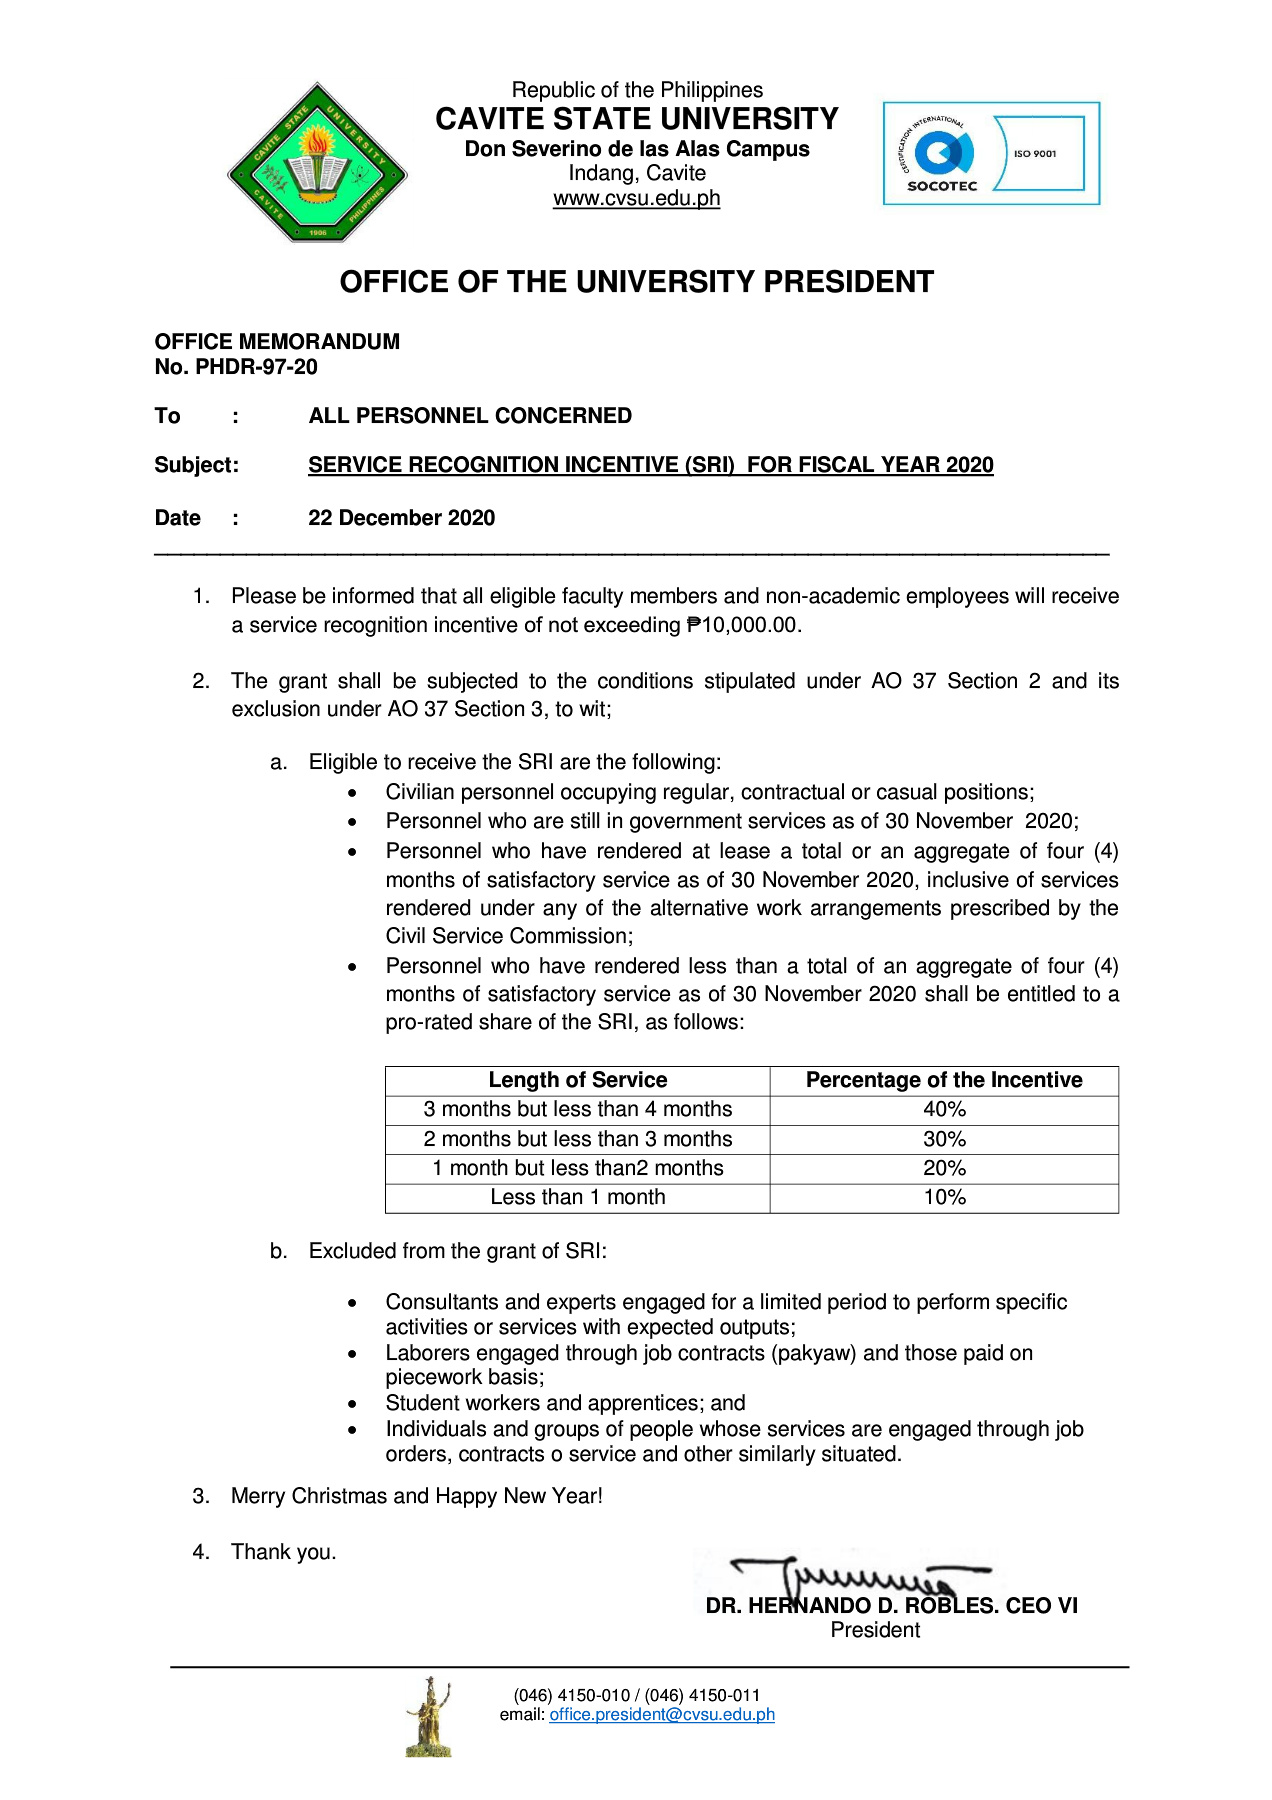 Republic of the Philippines
CAVITE STATE UNIVERSITY
Don Severino de las Alas Campus
Indang, Cavite
www.cvsu.edu.ph
CAVITE STATE UNIVERSITY
CAVITE PHILIPPINES
1906
CERTIFICATION INTERNATIONAL
SOCOTEC
ISO 9001
OFFICE OF THE UNIVERSITY PRESIDENT
OFFICE MEMORANDUM
No. PHDR-97-20
To : ALL PERSONNEL CONCERNED
Subject: SERVICE RECOGNITION INCENTIVE (SRI) FOR FISCAL YEAR 2020
Date : 22 December 2020
1. Please be informed that all eligible faculty members and non-academic employees will receive
a service recognition incentive of not exceeding ₱10,000.00.
2. The grant shall be subjected to the conditions stipulated under AO 37 Section 2 and its
exclusion under AO 37 Section 3, to wit;
a. Eligible to receive the SRI are the following:
• Civilian personnel occupying regular, contractual or casual positions;
• Personnel who are still in government services as of 30 November 2020;
• Personnel who have rendered at lease a total or an aggregate of four (4)
months of satisfactory service as of 30 November 2020, inclusive of services
rendered under any of the alternative work arrangements prescribed by the
Civil Service Commission;
• Personnel who have rendered less than a total of an aggregate of four (4)
months of satisfactory service as of 30 November 2020 shall be entitled to a
pro-rated share of the SRI, as follows:
Length of Service Percentage of the Incentive
3 months but less than 4 months 40%
2 months but less than 3 months 30%
1 month but less than2 months 20%
Less than 1 month 10%
b. Excluded from the grant of SRI:
• Consultants and experts engaged for a limited period to perform specific
activities or services with expected outputs;
• Laborers engaged through job contracts (pakyaw) and those paid on
piecework basis;
• Student workers and apprentices; and
• Individuals and groups of people whose services are engaged through job
orders, contracts o service and other similarly situated.
3. Merry Christmas and Happy New Year!
4. Thank you.
DR. HERNANDO D. ROBLES. CEO VI
President
(046) 4150-010 / (046) 4150-011
email: office.president@cvsu.edu.ph